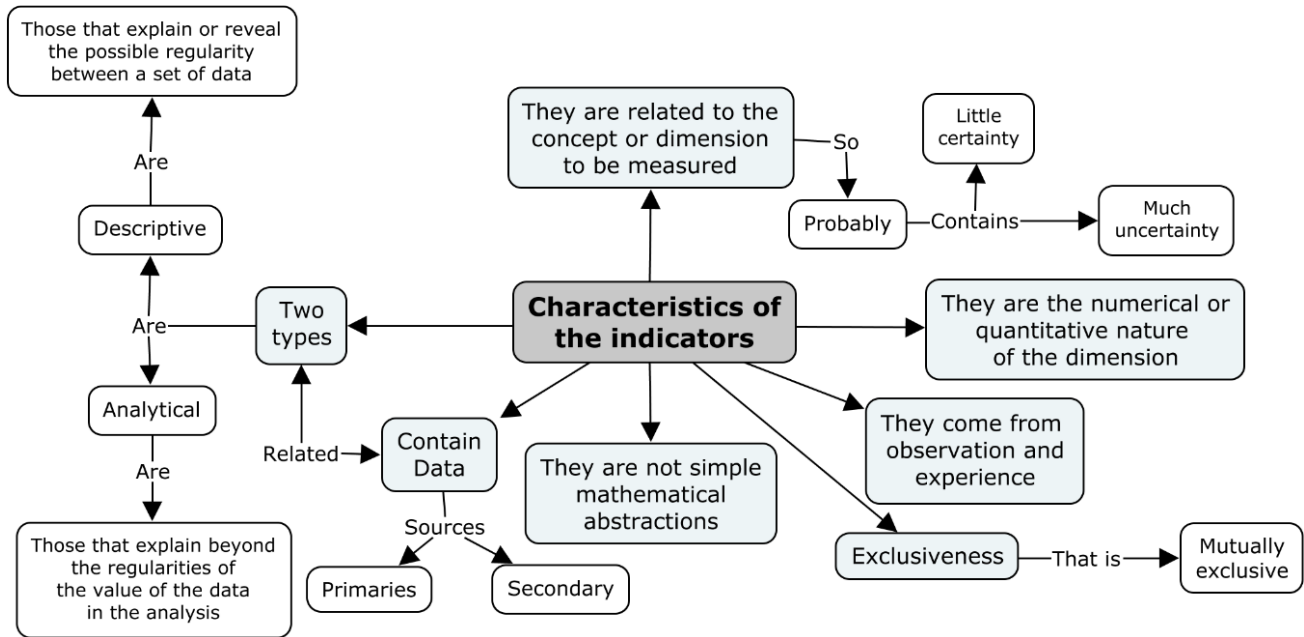 Those that explain or reveal
the possible regularity
between a set of data
Are
Descriptive
Are
Analytical
Are
Those that explain beyond
the regularities of
the value of the data
in the analysis
Two
types
Related
Contain
Data
Sources
Primaries
Secondary
Characteristics of
the indicators
They are related to the
concept or dimension
to be measured
So
Probably
Contains
Little
certainty
Much
uncertainty
They are the numerical or
quantitative nature
of the dimension
They come from
observation and
experience
They are not simple
mathematical
abstractions
Exclusiveness
That is
Mutually
exclusive